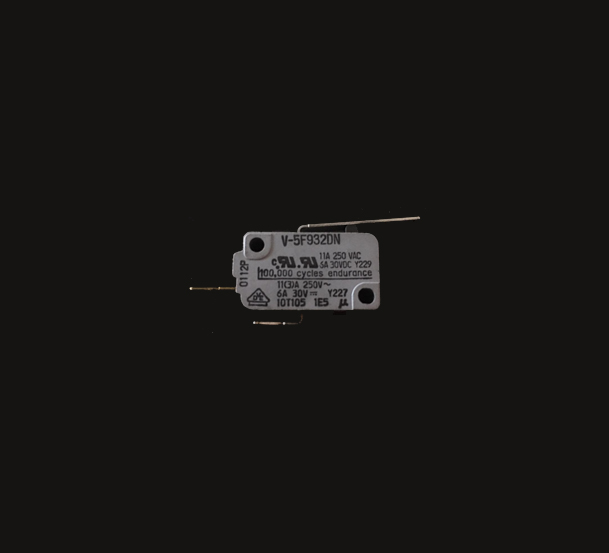 V-5F932DN
11A 250 VAC
6A 30VDC Y229
100,000 cycles endurance
11(3)A 250V~
6A 30V⎓ Y227
10T105 1E5 µ
0112P